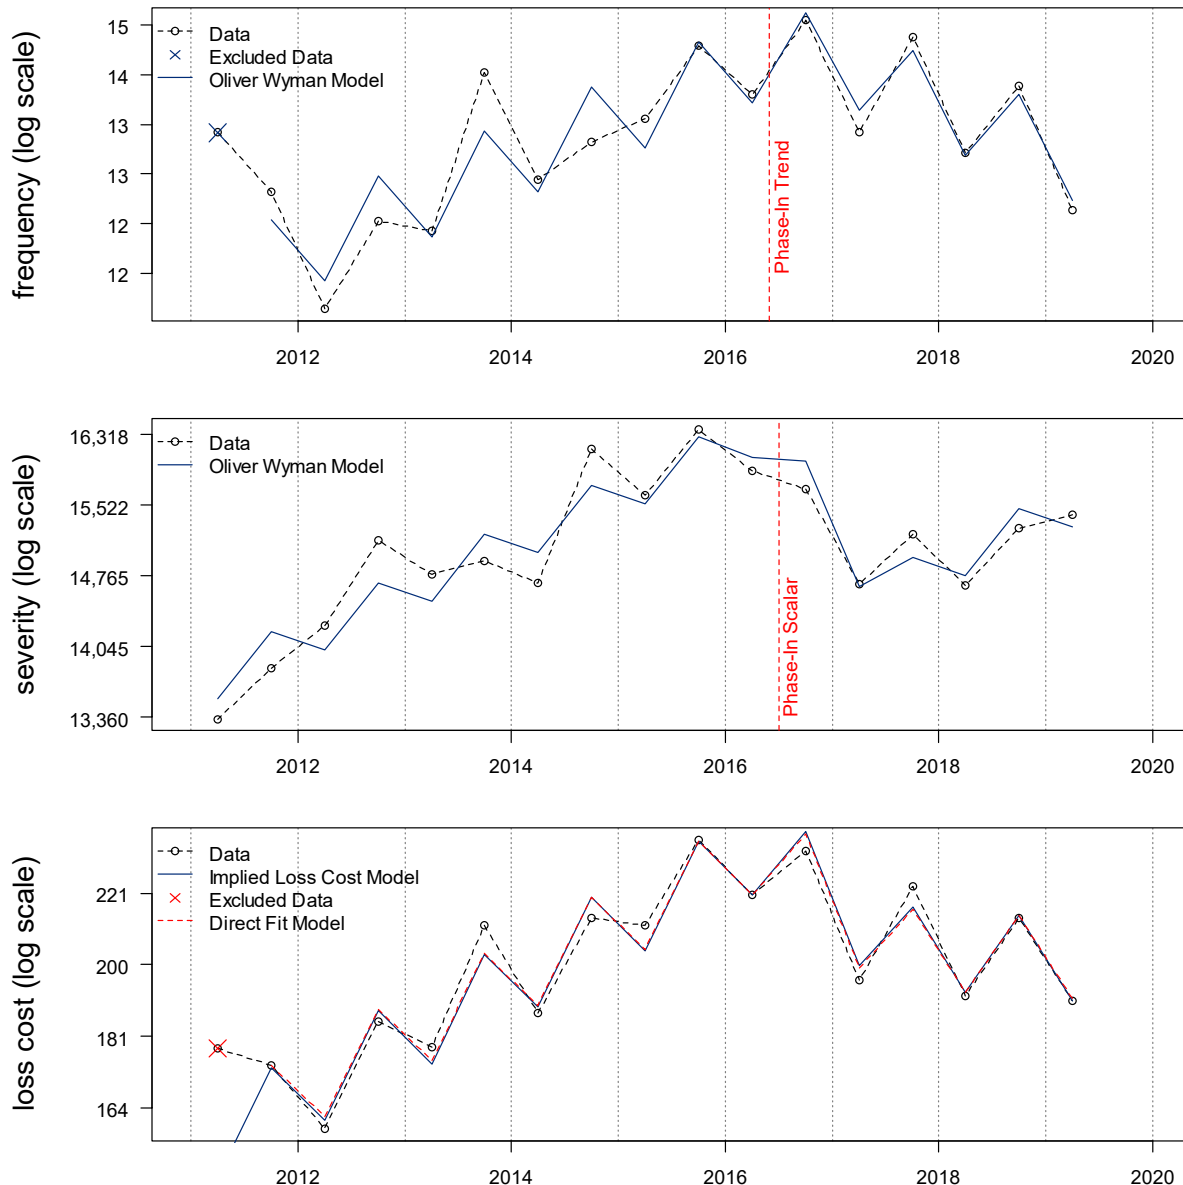 frequency (log scale)
15
14
13
13
12
12
Data
Excluded Data
Oliver Wyman Model
Phase-In Trend
2012 2014 2016 2018 2020
severity (log scale)
16,318
15,522
14,765
14,045
13,360
Data
Oliver Wyman Model
Phase-In Scalar
2012 2014 2016 2018 2020
loss cost (log scale)
221
200
181
164
Data
Implied Loss Cost Model
Excluded Data
Direct Fit Model
2012 2014 2016 2018 2020